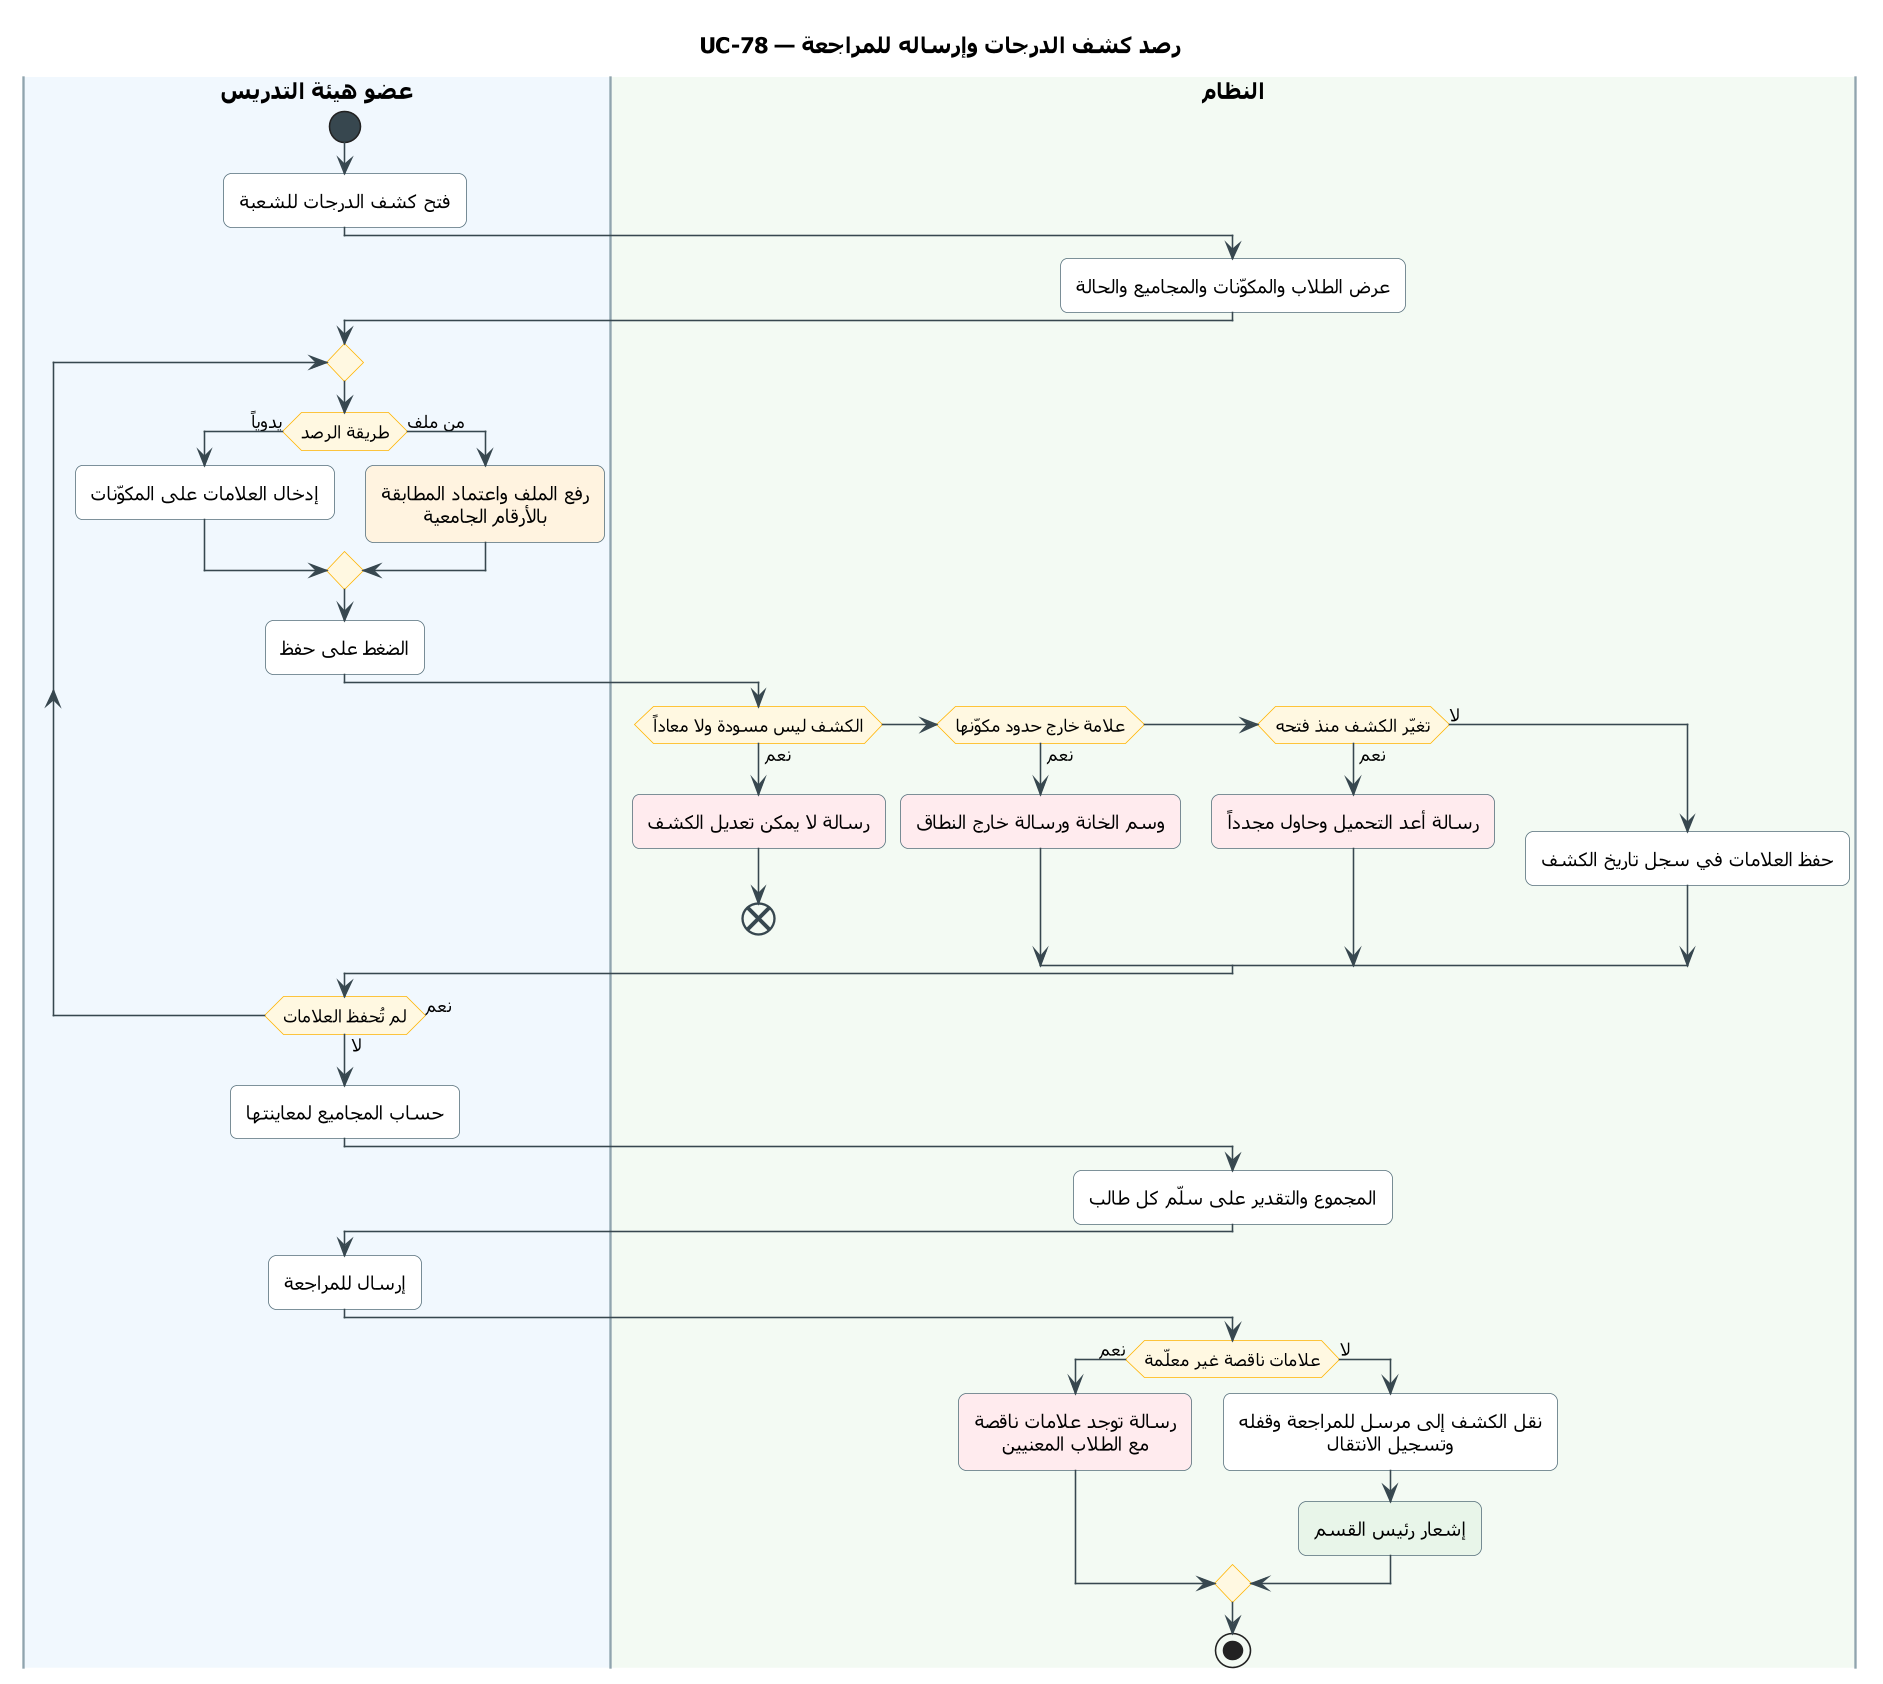 رصد كشف الدرجات وإرساله للمراجعة — UC-78
عضو هيئة التدريس
النظام
فتح كشف الدرجات للشعبة
عرض الطلاب والمكوّنات والمجاميع والحالة
طريقة الرصد
يدوياً
من ملف
إدخال العلامات على المكوّنات
رفع الملف واعتماد المطابقة
بالأرقام الجامعية
الضغط على حفظ
الكشف ليس مسودة ولا معاداً
نعم
علامة خارج حدود مكوّنها
نعم
تغيّر الكشف منذ فتحه
نعم
لا
رسالة لا يمكن تعديل الكشف
وسم الخانة ورسالة خارج النطاق
رسالة أعد التحميل وحاول مجدداً
حفظ العلامات في سجل تاريخ الكشف
لم تُحفظ العلامات
نعم
لا
حساب المجاميع لمعاينتها
المجموع والتقدير على سلّم كل طالب
إرسال للمراجعة
علامات ناقصة غير معلّمة
نعم
لا
رسالة توجد علامات ناقصة
مع الطلاب المعنيين
نقل الكشف إلى مرسل للمراجعة وقفله
وتسجيل الانتقال
إشعار رئيس القسم